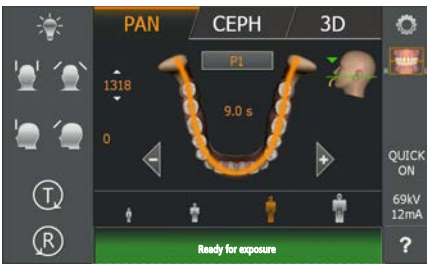 PAN
CEPH
3D
P1
1318
9.0 s
0
QUICK
ON
69kV
12mA
T
R
Ready for exposure
?